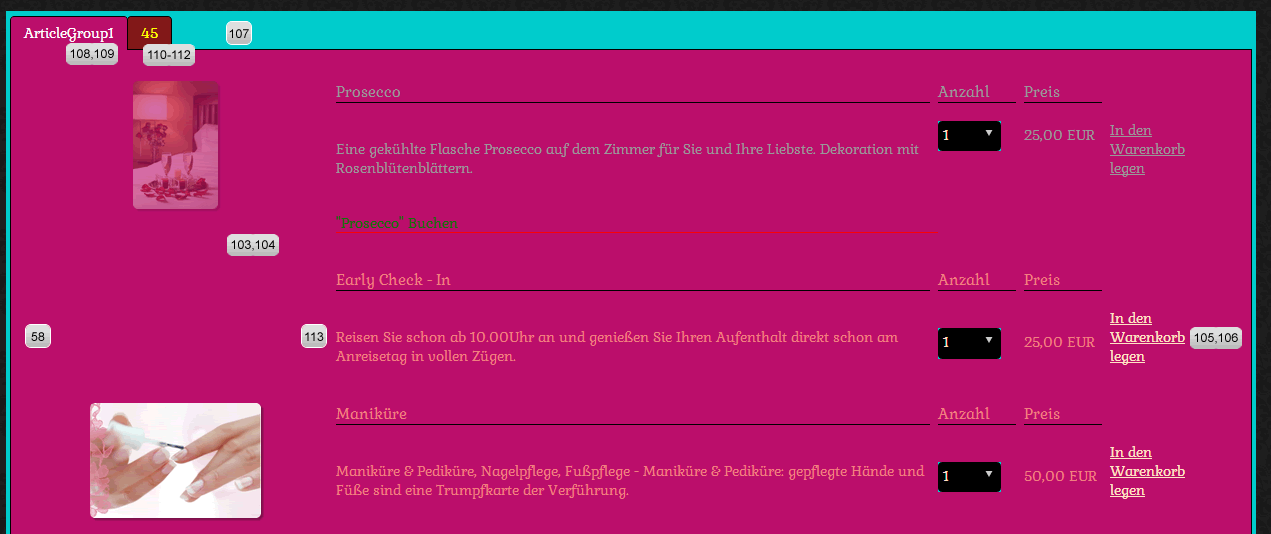 ArticleGroup1 45 107
108,109 110-112
Prosecco Anzahl Preis
Eine gekühlte Flasche Prosecco auf dem Zimmer für Sie und Ihre Liebste. Dekoration mit
Rosenblütenblättern.
1
25,00 EUR
In den
Warenkorb
legen
"Prosecco" Buchen
103,104
Early Check - In Anzahl Preis
58
113
Reisen Sie schon ab 10.00Uhr an und genießen Sie Ihren Aufenthalt direkt schon am
Anreisetag in vollen Zügen.
1
25,00 EUR
In den
Warenkorb
legen
105,106
Maniküre Anzahl Preis
Maniküre & Pediküre, Nagelpflege, Fußpflege - Maniküre & Pediküre: gepflegte Hände und
Füße sind eine Trumpfkarte der Verführung.
1
50,00 EUR
In den
Warenkorb
legen